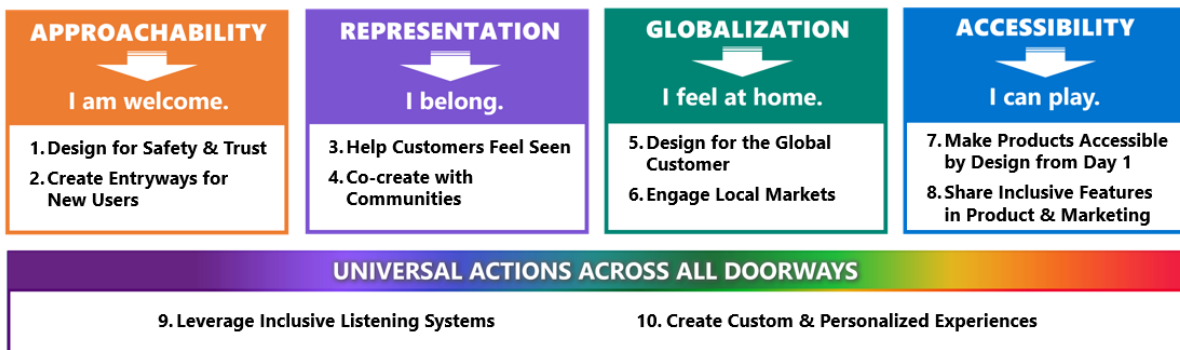 APPROACHABILITY
I am welcome.
1. Design for Safety & Trust
2. Create Entryways for
New Users
REPRESENTATION
I belong.
3. Help Customers Feel Seen
4. Co-create with
Communities
GLOBALIZATION
I feel at home.
5. Design for the Global
Customer
6. Engage Local Markets
ACCESSIBILITY
I can play.
7. Make Products Accessible
by Design from Day 1
8. Share Inclusive Features
in Product & Marketing
UNIVERSAL ACTIONS ACROSS ALL DOORWAYS
9. Leverage Inclusive Listening Systems
10. Create Custom & Personalized Experiences